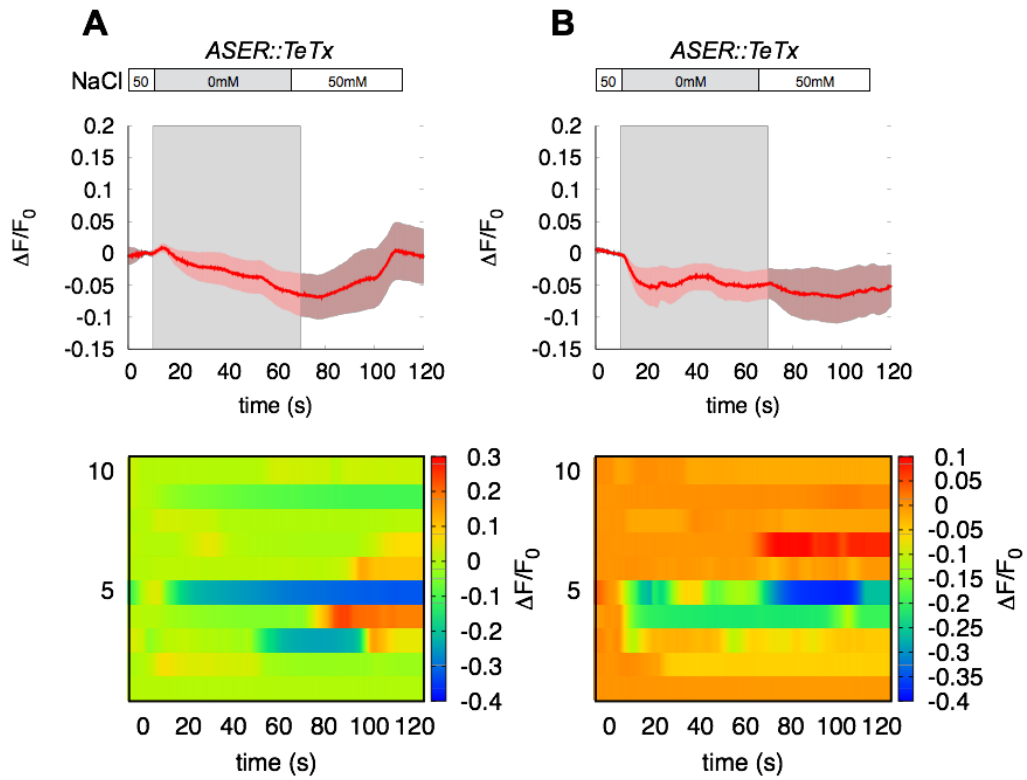 A B
ASER::TeTx ASER::TeTx
NaCl 50 0mM 50mM 50 0mM 50mM
0.2 0.2
0.15 0.15
0.1 0.1
0.05 0.05
0 0
-0.05 -0.05
-0.1 -0.1
-0.15 -0.15
ΔF/F0 ΔF/F0
0 20 40 60 80 100 120 0 20 40 60 80 100 120
time (s) time (s)
10 0.3 10 0.1
0.2 0.05
0.1 0
0 -0.05
-0.1 -0.1
-0.2 -0.15
-0.3 -0.2
-0.4 -0.25
-0.3
-0.35
-0.4
5 ΔF/F0 5 ΔF/F0
0 20 40 60 80 100 120 0 20 40 60 80 100 120
time (s) time (s)